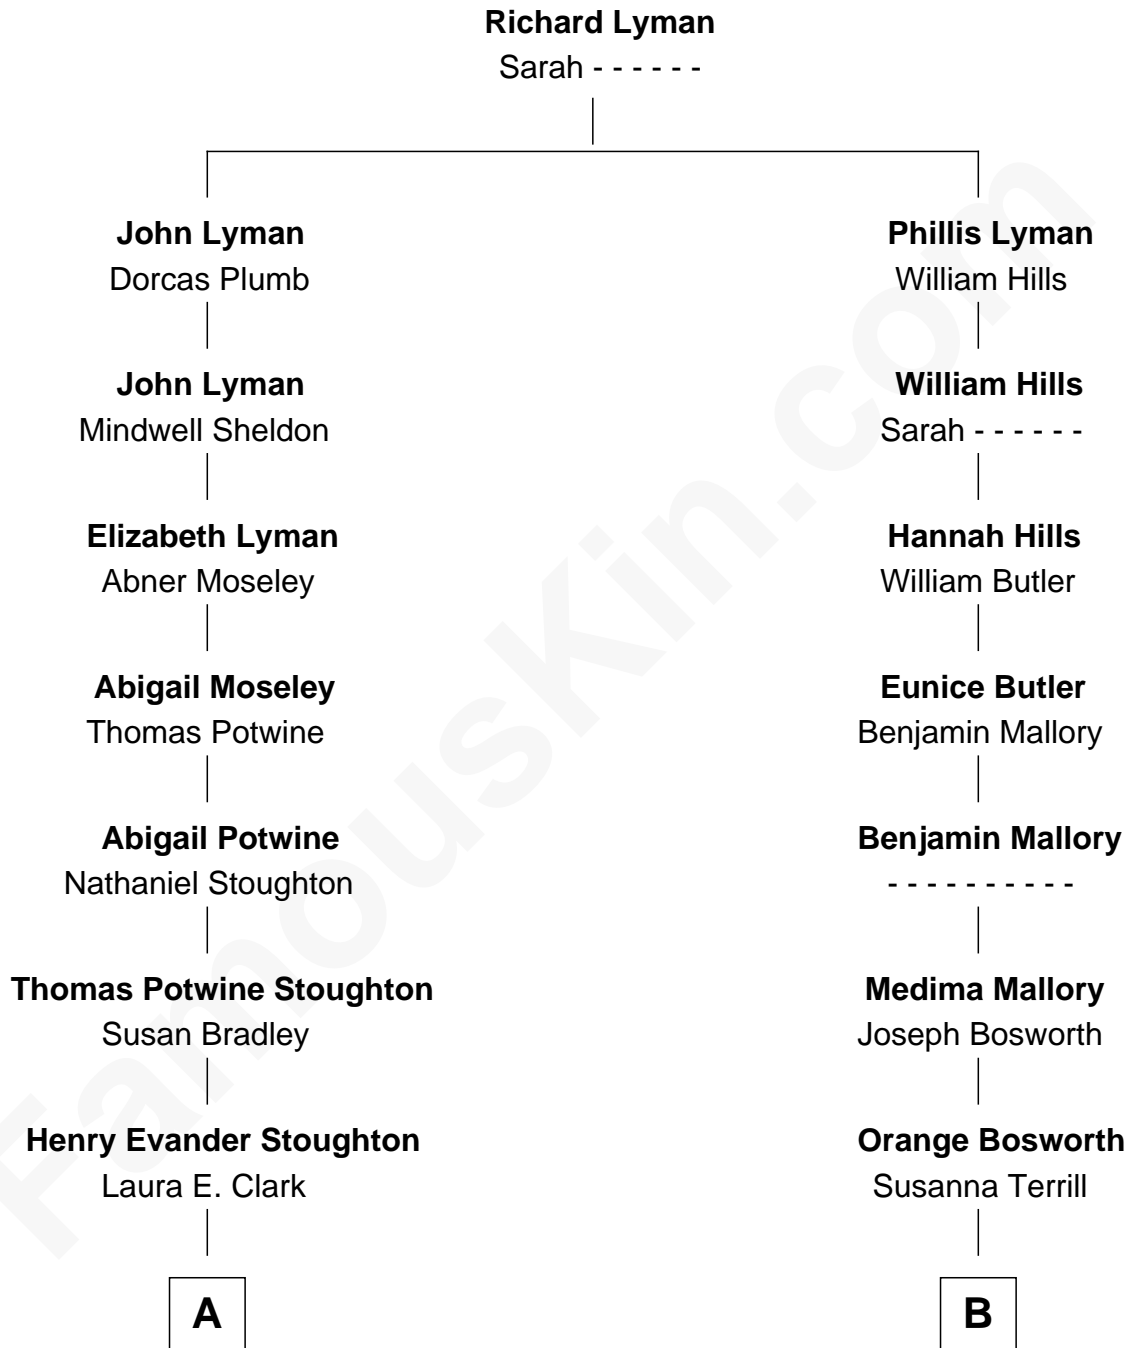 Richard Lyman
Sarah - - - - - -
John Lyman
Dorcas Plumb
Phillis Lyman
William Hills
John Lyman
Mindwell Sheldon
William Hills
Sarah - - - - - -
Elizabeth Lyman
Abner Moseley
Hannah Hills
William Butler
Abigail Moseley
Thomas Potwine
Eunice Butler
Benjamin Mallory
Abigail Potwine
Nathaniel Stoughton
Benjamin Mallory
- - - - - - - - - -
Thomas Potwine Stoughton
Susan Bradley
Medima Mallory
Joseph Bosworth
Henry Evander Stoughton
Laura E. Clark
Orange Bosworth
Susanna Terrill
A
B
FamousKin.com